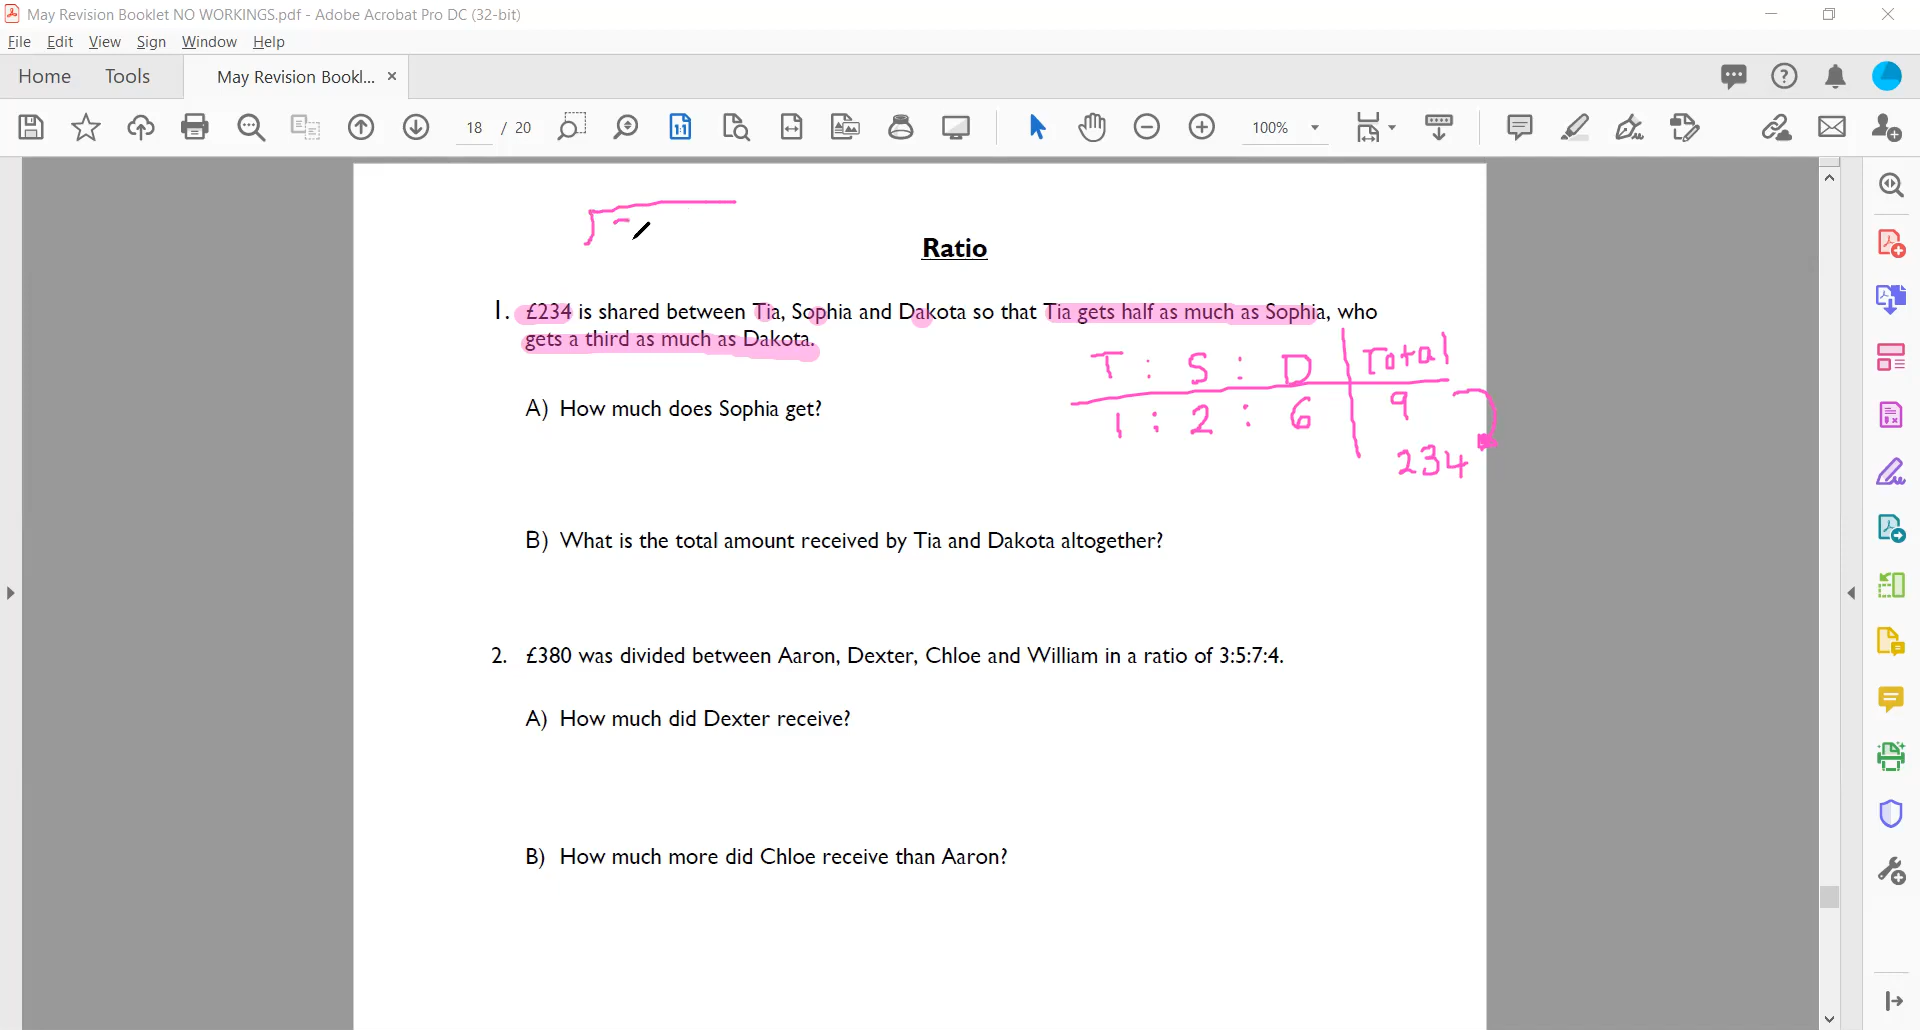 May Revision Booklet NO WORKINGS.pdf - Adobe Acrobat Pro DC (32-bit)
File Edit View Sign Window Help
Home Tools May Revision Bookl... ×
18 / 20 1:1 100%
Ratio
1. £234 is shared between Tia, Sophia and Dakota so that Tia gets half as much as Sophia, who
gets a third as much as Dakota.
T : S : D Total
1 : 2 : 6 9
234
A) How much does Sophia get?
B) What is the total amount received by Tia and Dakota altogether?
2. £380 was divided between Aaron, Dexter, Chloe and William in a ratio of 3:5:7:4.
A) How much did Dexter receive?
B) How much more did Chloe receive than Aaron?